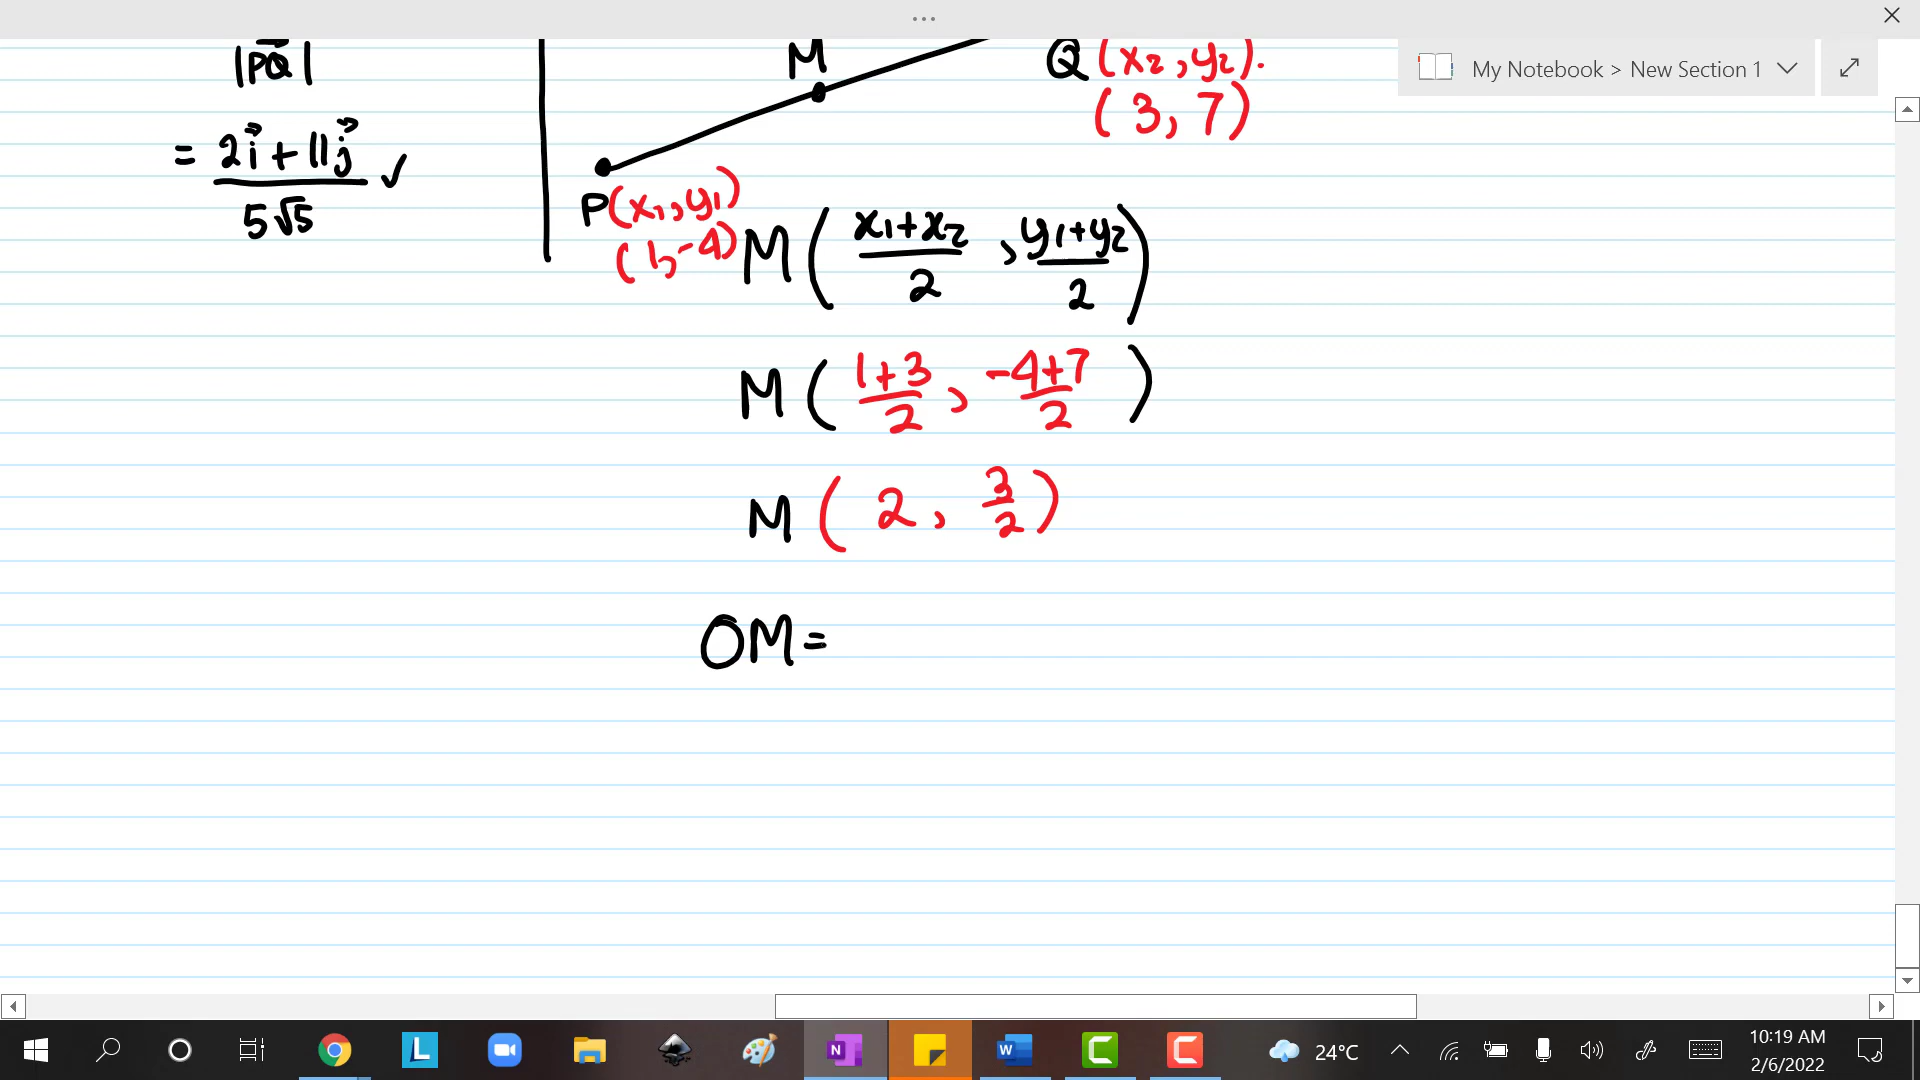 My Notebook > New Section 1
|PQ|
= 2i + 11j ✓
5√5
M
Q (x₂, y₂).
(3, 7)
P(x₁, y₁)
(1, -4)
M ( x₁+x₂ / 2 , y₁+y₂ / 2 )
M ( 1+3 / 2 , -4+7 / 2 )
M ( 2, 3/2 )
OM =
24°C
10:19 AM
2/6/2022